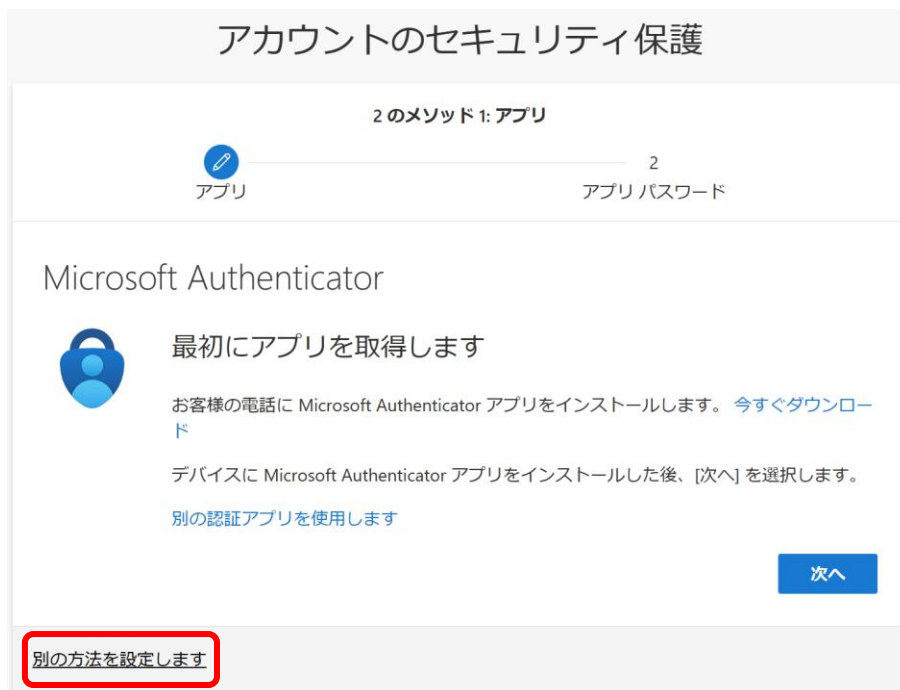 アカウントのセキュリティ保護
2 のメソッド 1: アプリ
2
アプリ
アプリ パスワード
Microsoft Authenticator
最初にアプリを取得します
お客様の電話に Microsoft Authenticator アプリをインストールします。 今すぐダウンロー
ド
デバイスに Microsoft Authenticator アプリをインストールした後、[次へ] を選択します。
別の認証アプリを使用します
次へ
別の方法を設定します